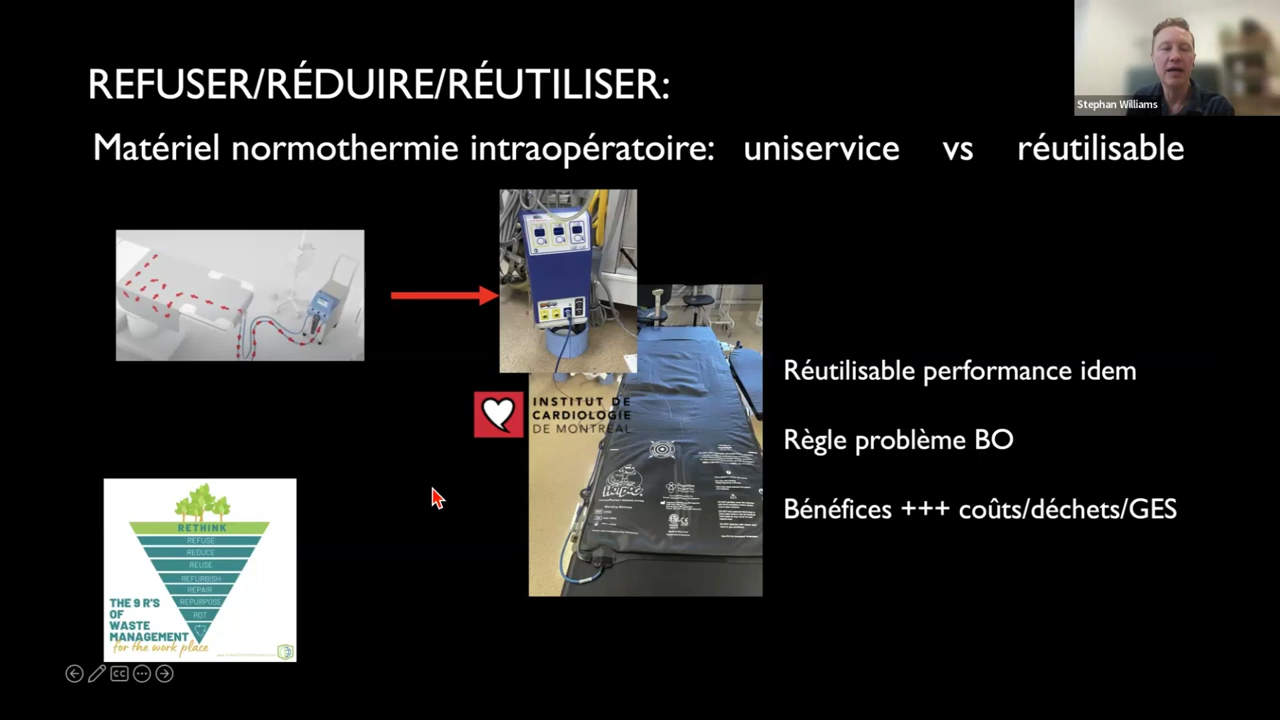 REFUSER/RÉDUIRE/RÉUTILISER:
Stephan Williams
Matériel normothermie intraopératoire: uniservice vs réutilisable
INSTITUT DE
CARDIOLOGIE
DE MONTRÉAL
Réutilisable performance idem
Règle problème BO
Bénéfices +++ coûts/déchets/GES
RETHINK
REFUSE
REDUCE
REUSE
REFURBISH
REPAIR
REPURPOSE
ROT
THE 9 R'S
OF
WASTE
MANAGEMENT
for the work place
CC